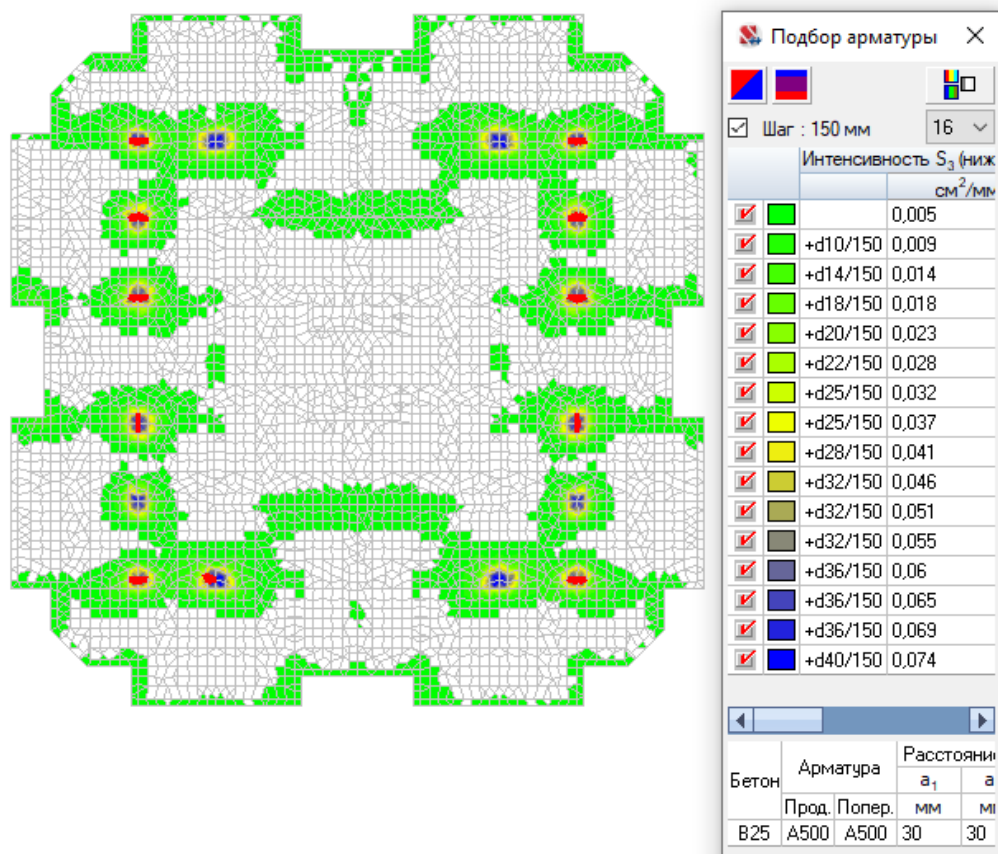 Подбор арматуры
Шаг : 150 мм 16
Интенсивность S₃ (ниж
см²/мм
0,005
+d10/150 0,009
+d14/150 0,014
+d18/150 0,018
+d20/150 0,023
+d22/150 0,028
+d25/150 0,032
+d25/150 0,037
+d28/150 0,041
+d32/150 0,046
+d32/150 0,051
+d32/150 0,055
+d36/150 0,06
+d36/150 0,065
+d36/150 0,069
+d40/150 0,074
Бетон Арматура Расстояни
a₁ a
Прод. Попер. мм м
B25 A500 A500 30 30